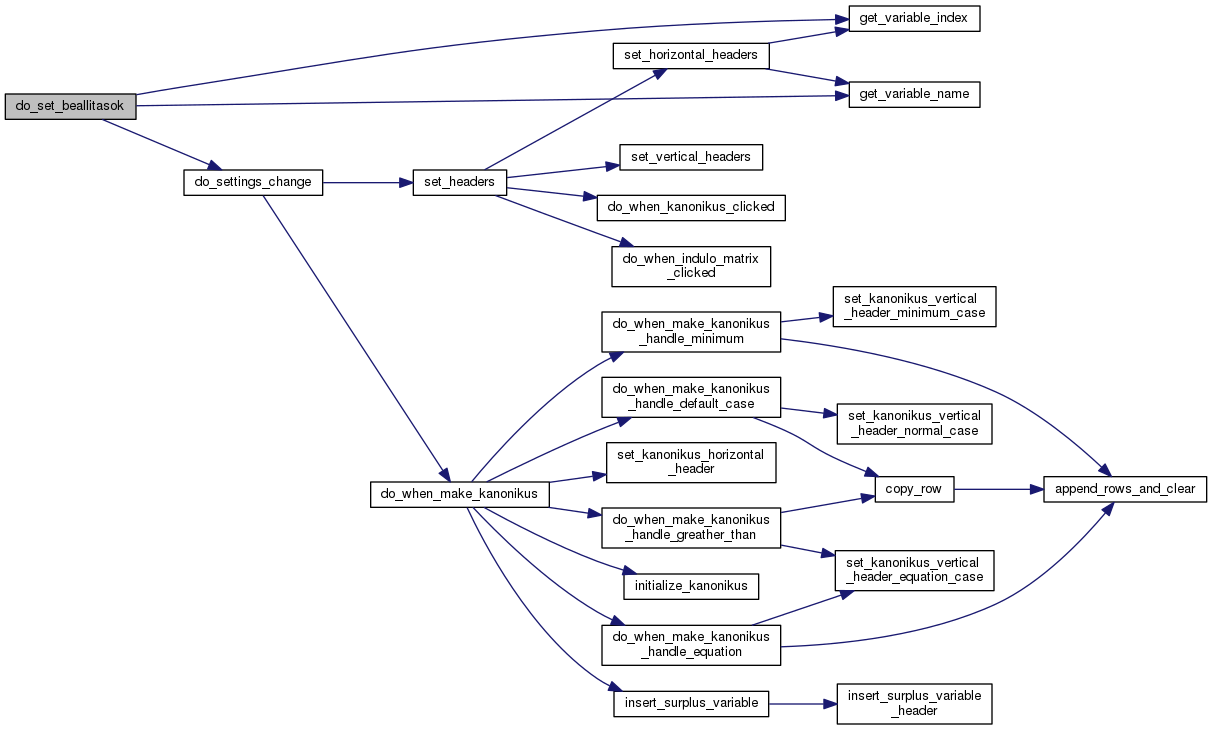 do_set_beallitasok
do_settings_change
set_headers
do_when_make_kanonikus
set_horizontal_headers
set_vertical_headers
do_when_kanonikus_clicked
do_when_indulo_matrix
_clicked
do_when_make_kanonikus
_handle_minimum
do_when_make_kanonikus
_handle_default_case
set_kanonikus_horizontal
_header
do_when_make_kanonikus
_handle_greather_than
initialize_kanonikus
do_when_make_kanonikus
_handle_equation
insert_surplus_variable
get_variable_index
get_variable_name
set_kanonikus_vertical
_header_minimum_case
set_kanonikus_vertical
_header_normal_case
copy_row
set_kanonikus_vertical
_header_equation_case
insert_surplus_variable
_header
append_rows_and_clear